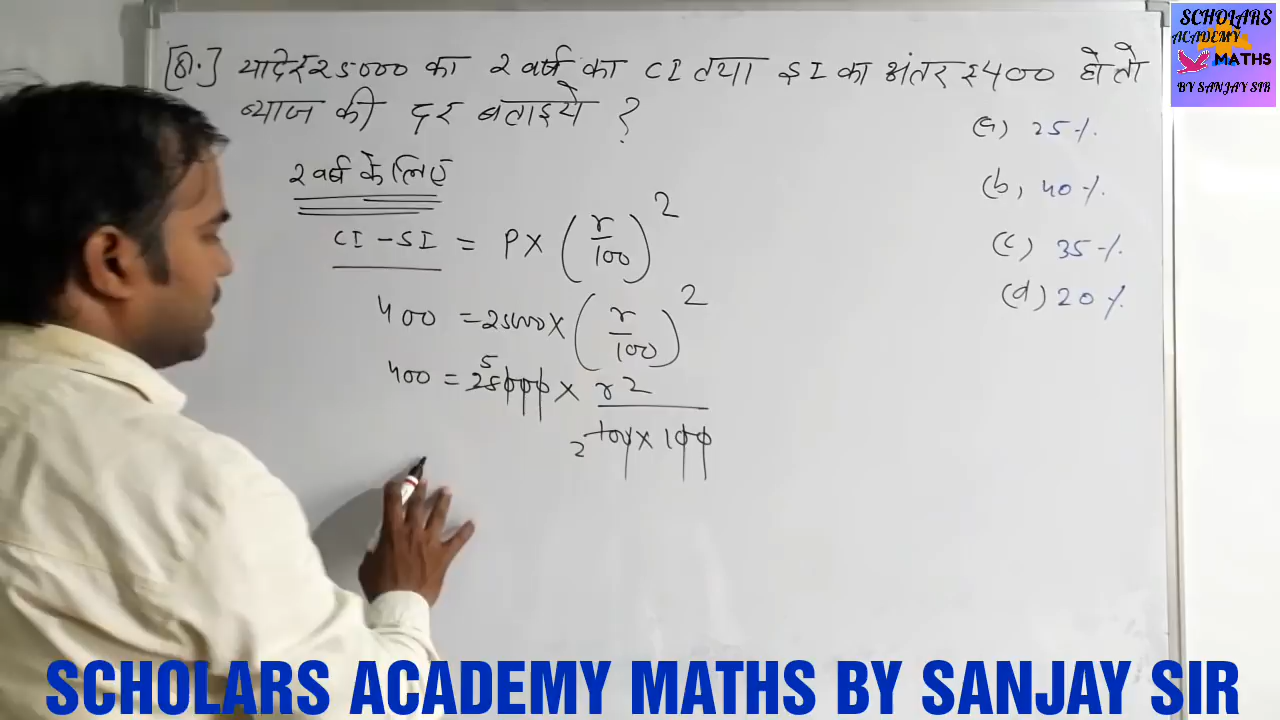 [Q.] यदि ₹25000 का 2 वर्ष का CI तथा SI का अंतर ₹400 हो तो
ब्याज की दर बताइये ?
(a) 25%
(b) 40%
(c) 35%
(d) 20%
2 वर्ष के लिए
CI - SI = P × (r/100)²
400 = 25000 × (r/100)²
400 = 25000 × r2
5
2 100 × 100
SCHOLARS
ACADEMY
MATHS
BY SANJAY SIR
SCHOLARS ACADEMY MATHS BY SANJAY SIR